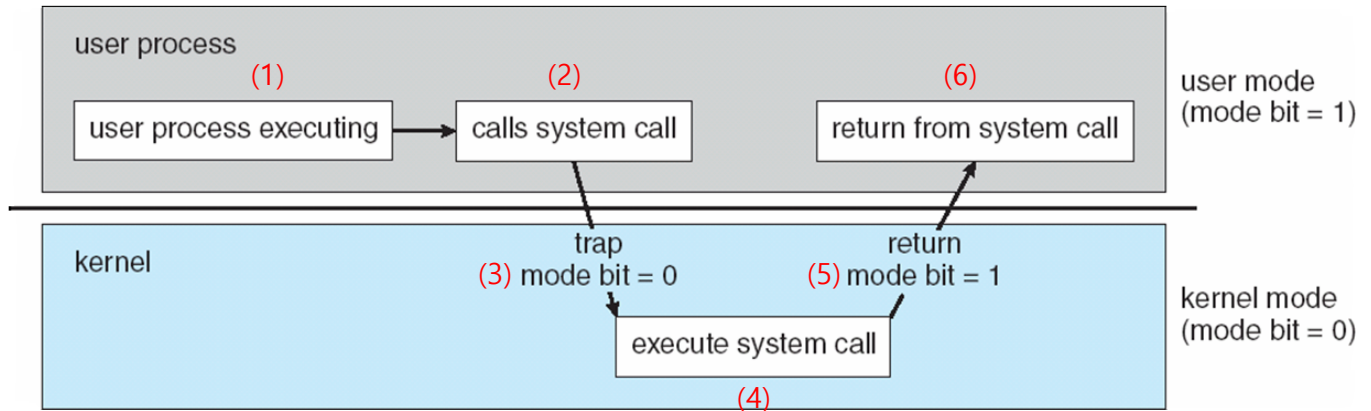 user process
(1)
(2)
(6)
user process executing
calls system call
return from system call
user mode
(mode bit = 1)
kernel
trap
(3) mode bit = 0
return
(5) mode bit = 1
execute system call
(4)
kernel mode
(mode bit = 0)